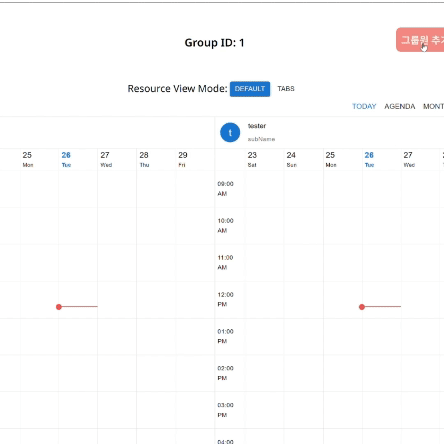 Group ID: 1
그룹원
Resource View Mode: DEFAULT TABS
TODAY AGENDA
t tester
subName
25 26 27 28 29 23 24 25 26 27
Mon Tue Wed Thu Fri Sat Sun Mon Tue Wed
09:00
AM
10:00
AM
11:00
AM
12:00
PM
01:00
PM
02:00
PM
03:00
PM
04:00